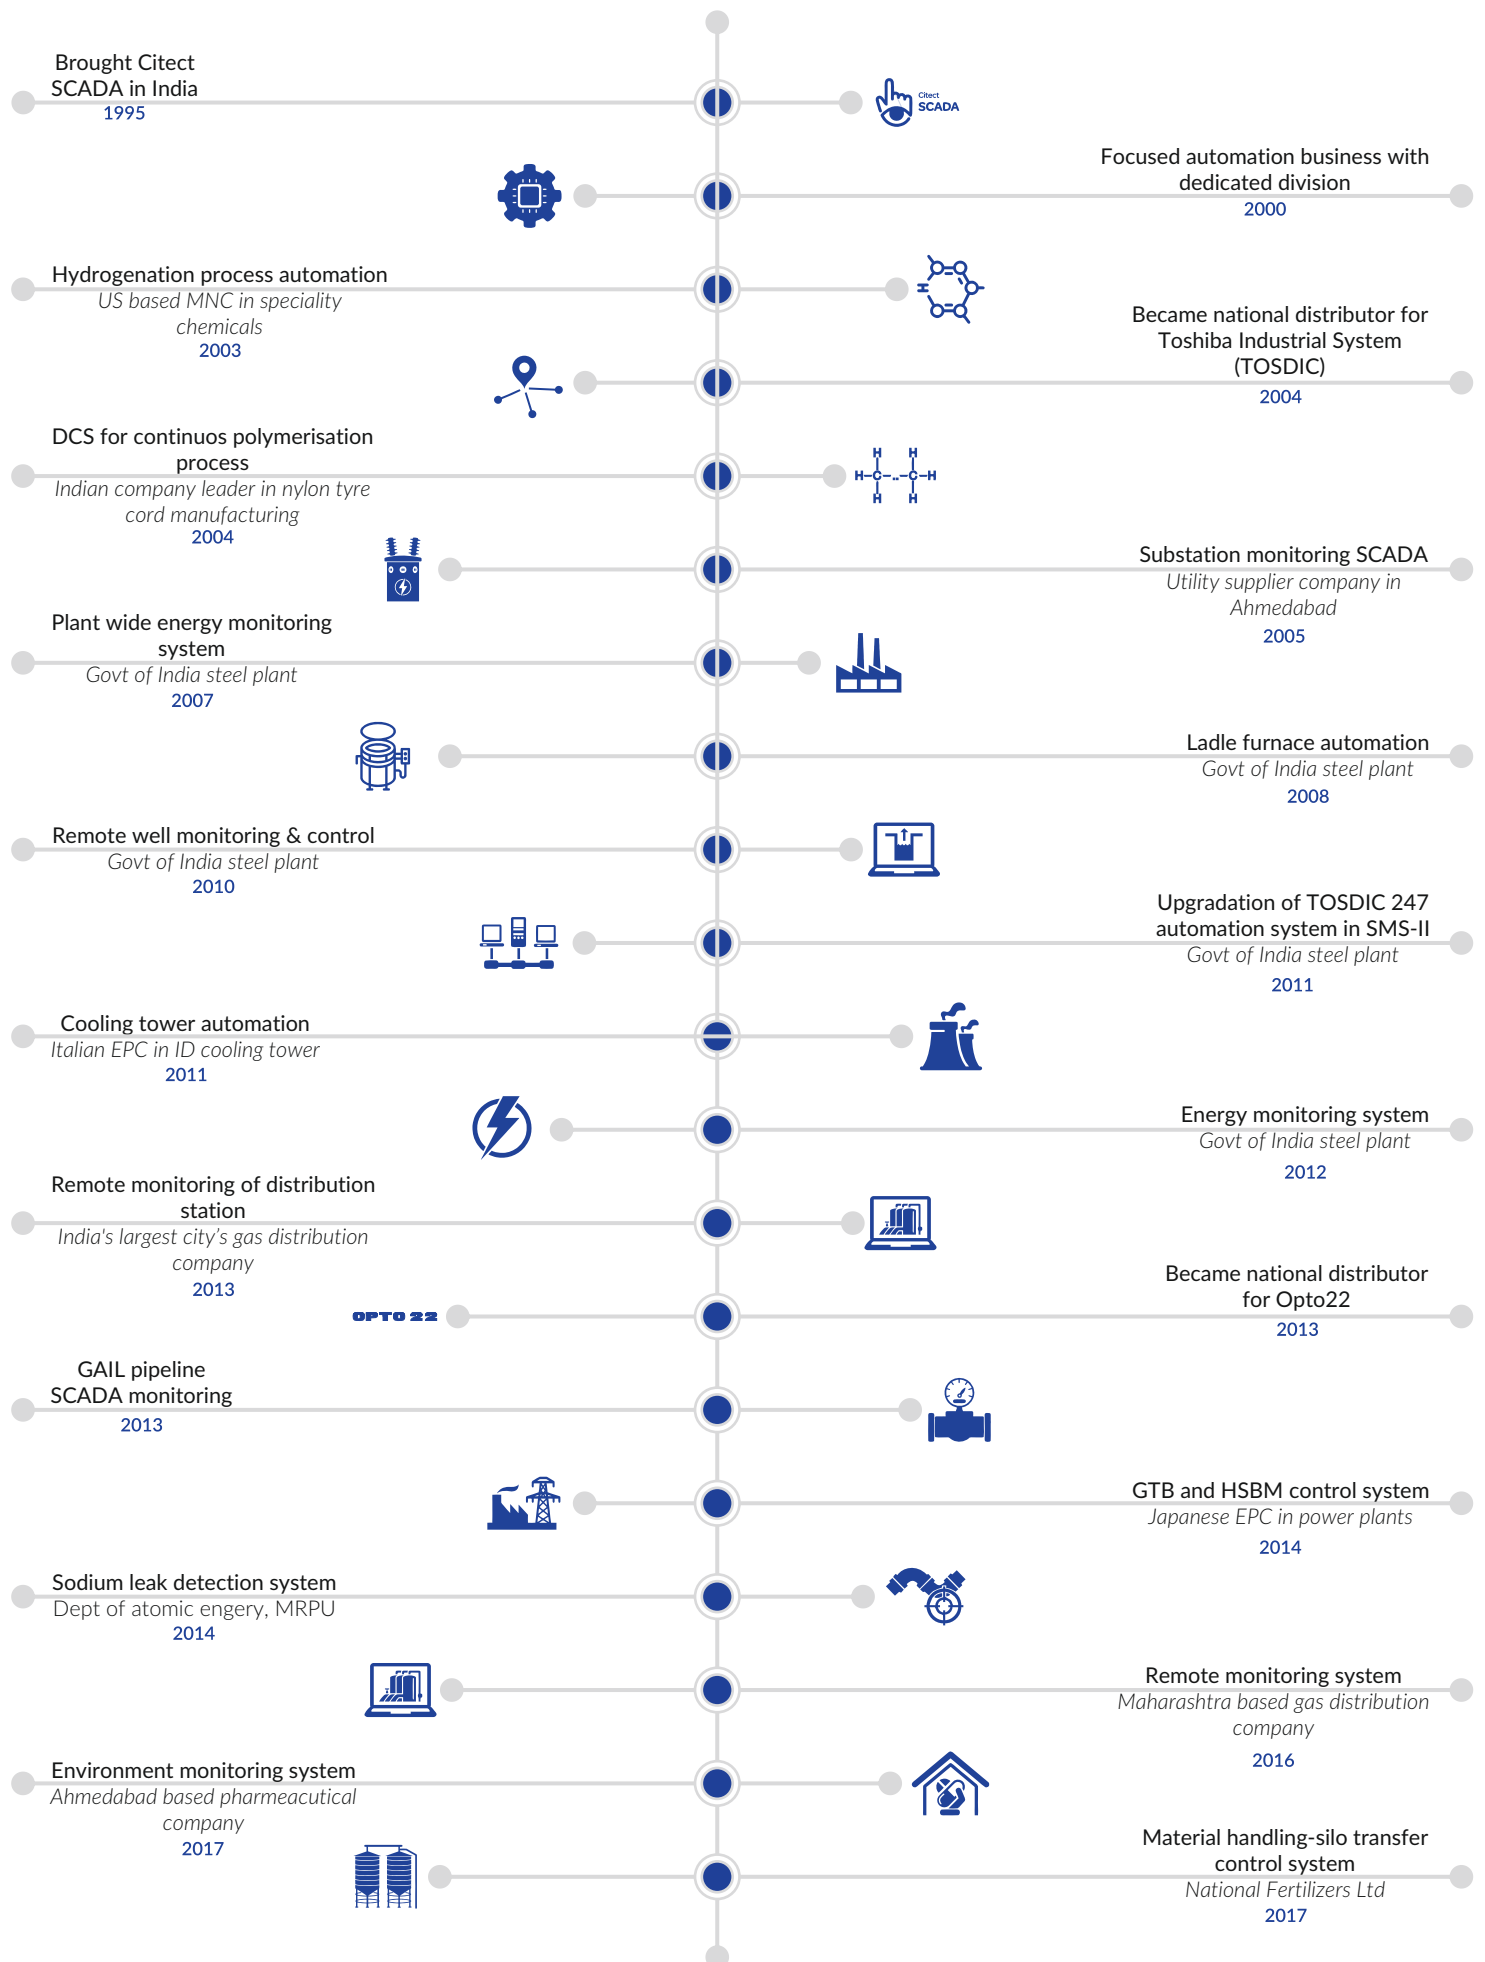 Brought Citect
SCADA in India
1995
Citect
SCADA
Focused automation business with
dedicated division
2000
Hydrogenation process automation
US based MNC in speciality
chemicals
2003
H
Became national distributor for
Toshiba Industrial System
(TOSDIC)
2004
DCS for continuos polymerisation
process
Indian company leader in nylon tyre
cord manufacturing
2004
H H
H-C-..-C-H
H H
Substation monitoring SCADA
Utility supplier company in
Ahmedabad
2005
Plant wide energy monitoring
system
Govt of India steel plant
2007
Ladle furnace automation
Govt of India steel plant
2008
Remote well monitoring & control
Govt of India steel plant
2010
Upgradation of TOSDIC 247
automation system in SMS-II
Govt of India steel plant
2011
Cooling tower automation
Italian EPC in ID cooling tower
2011
Energy monitoring system
Govt of India steel plant
2012
Remote monitoring of distribution
station
India's largest city’s gas distribution
company
2013
OPTO 22
Became national distributor
for Opto22
2013
GAIL pipeline
SCADA monitoring
2013
GTB and HSBM control system
Japanese EPC in power plants
2014
Sodium leak detection system
Dept of atomic engery, MRPU
2014
Remote monitoring system
Maharashtra based gas distribution
company
2016
Environment monitoring system
Ahmedabad based pharmeacutical
company
2017
Material handling-silo transfer
control system
National Fertilizers Ltd
2017